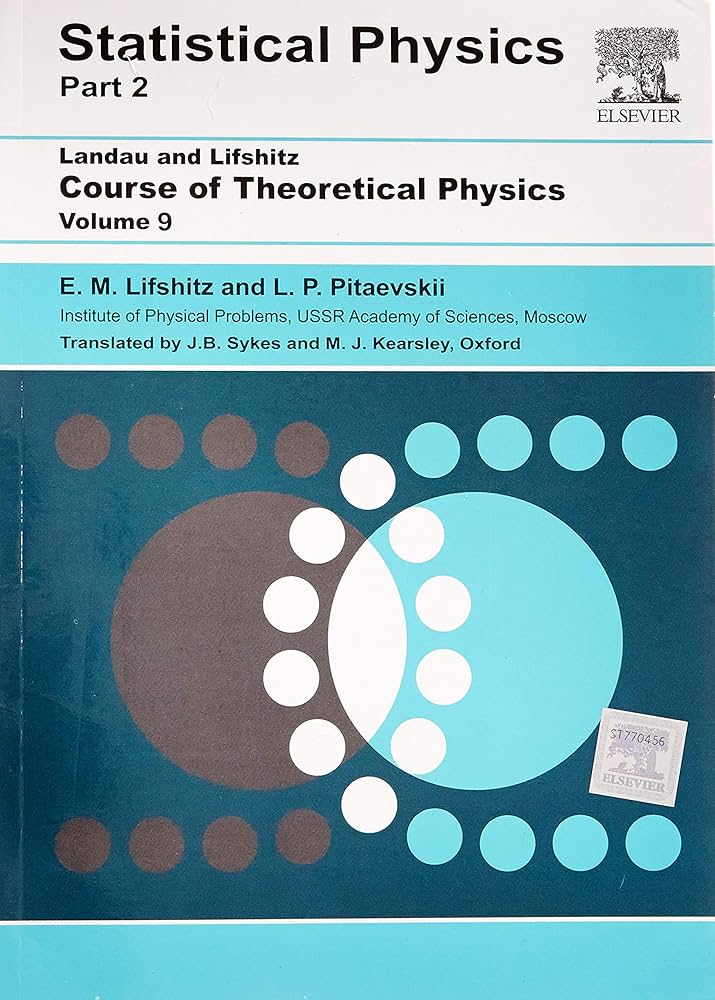 Statistical Physics
Part 2
ELSEVIER
Landau and Lifshitz
Course of Theoretical Physics
Volume 9
E. M. Lifshitz and L. P. Pitaevskii
Institute of Physical Problems, USSR Academy of Sciences, Moscow
Translated by J.B. Sykes and M. J. Kearsley, Oxford
ST770456
ELSEVIER